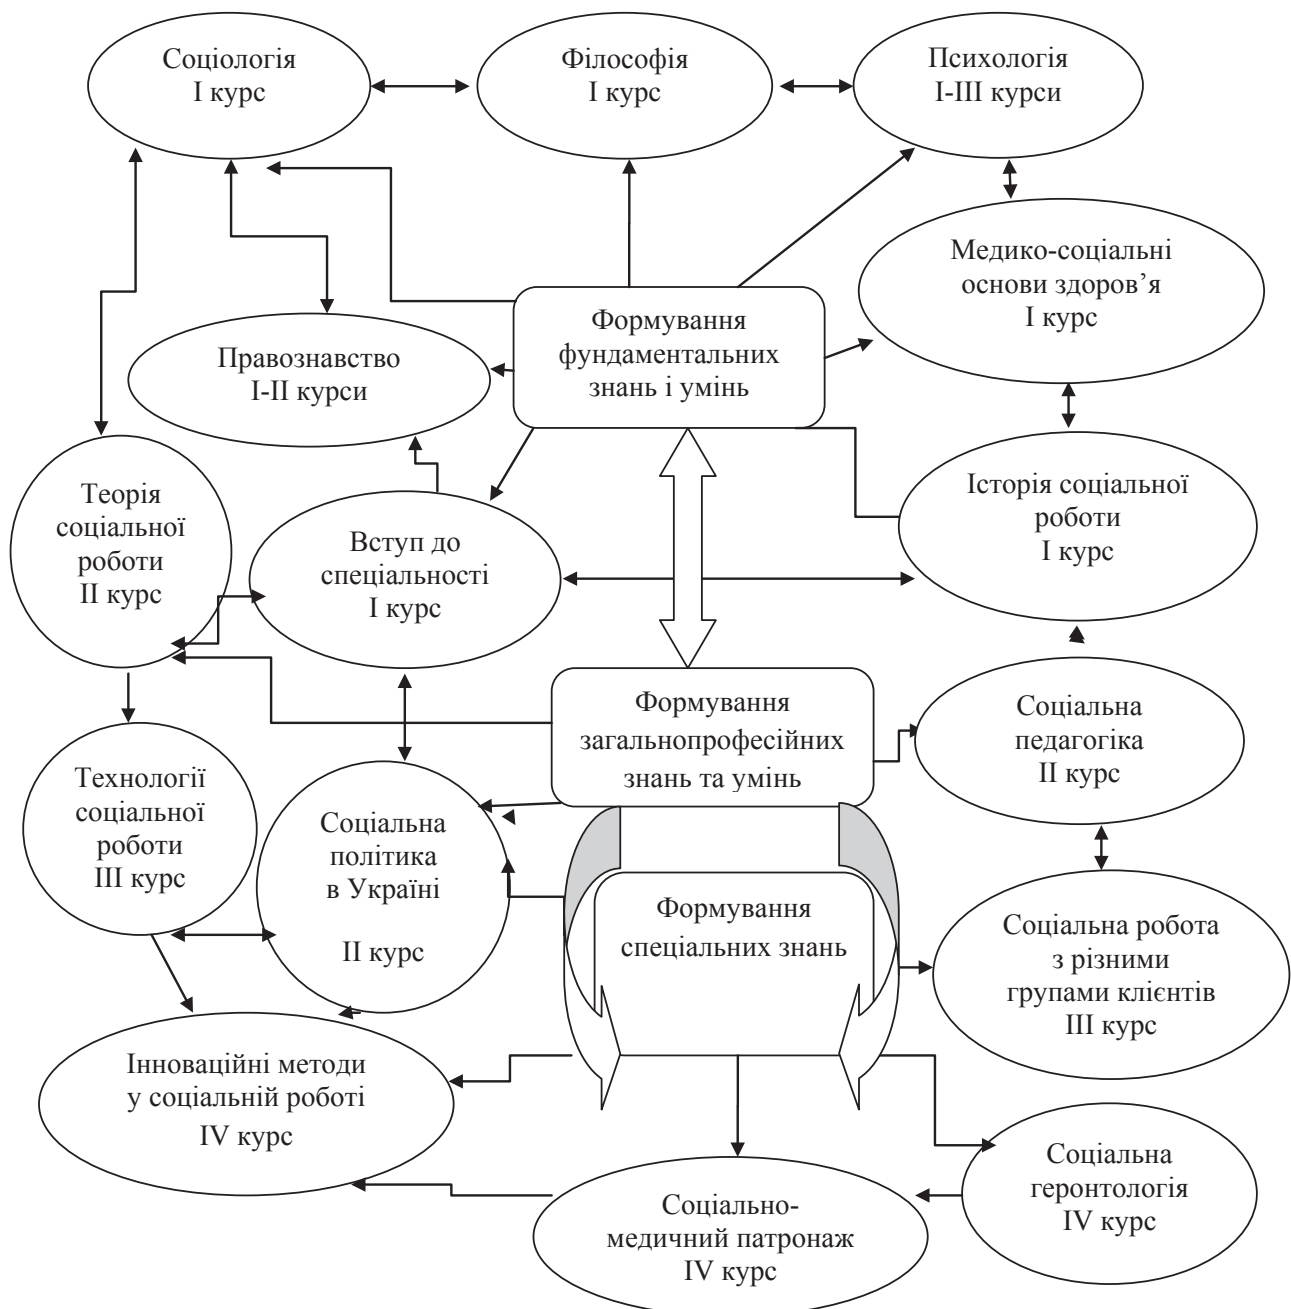 Соціологія
І курс
Філософія
І курс
Психологія
І-ІІІ курси
Медико-соціальні
основи здоров’я
І курс
Формування
фундаментальних
знань і умінь
Правознавство
І-ІІ курси
Теорія
соціальної
роботи
ІІ курс
Вступ до
спеціальності
І курс
Історія соціальної
роботи
І курс
Формування
загальнопрофесійних
знань та умінь
Соціальна
педагогіка
ІІ курс
Технології
соціальної
роботи
ІІІ курс
Соціальна
політика
в Україні
ІІ курс
Формування
спеціальних знань
Соціальна робота
з різними
групами клієнтів
ІІІ курс
Інноваційні методи
у соціальній роботі
IV курс
Соціально-
медичний патронаж
IV курс
Соціальна
геронтологія
IV курс